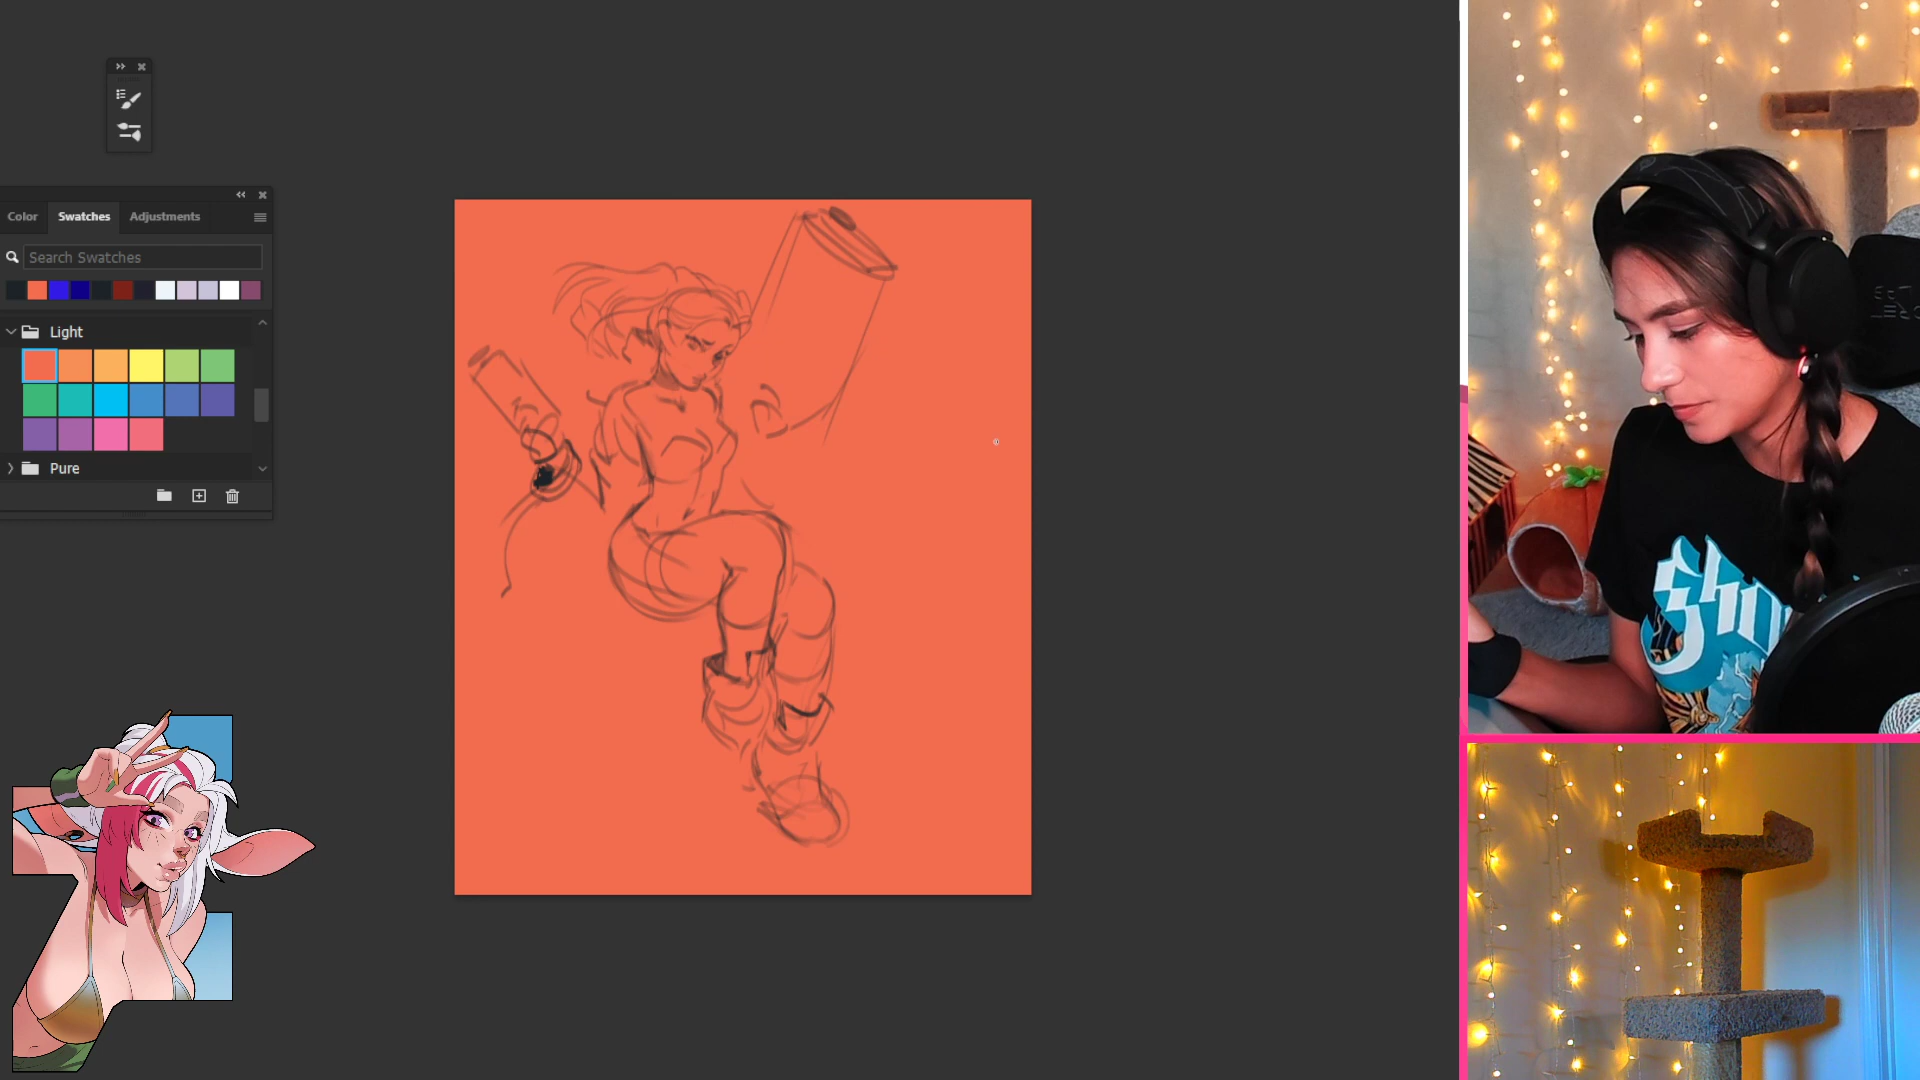 Color
Swatches
Adjustments
Search Swatches
Light
Pure